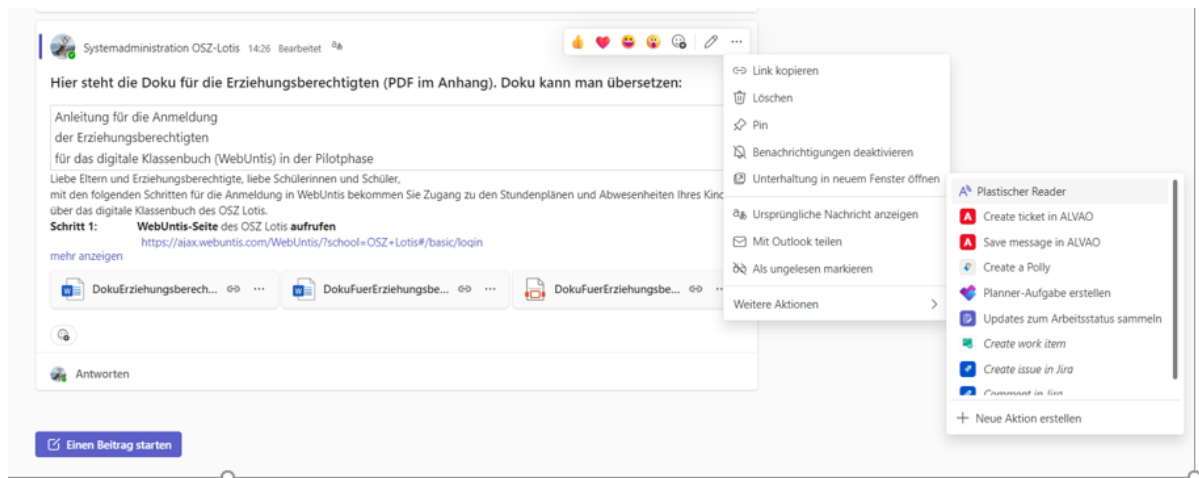 Systemadministration OSZ-Lotis 14:26 Bearbeitet
Hier steht die Doku für die Erziehungsberechtigten (PDF im Anhang). Doku kann man übersetzen:
Anleitung für die Anmeldung
der Erziehungsberechtigten
für das digitale Klassenbuch (WebUntis) in der Pilotphase
Liebe Eltern und Erziehungsberechtigte, liebe Schülerinnen und Schüler,
mit den folgenden Schritten für die Anmeldung in WebUntis bekommen Sie Zugang zu den Stundenplänen und Abwesenheiten Ihres Kinc
über das digitale Klassenbuch des OSZ Lotis.
Schritt 1: WebUntis-Seite des OSZ Lotis aufrufen
https://ajax.webuntis.com/WebUntis/?school=OSZ+Lotis#/basic/login
mehr anzeigen
DokuErziehungsberech... DokuFuerErziehungsbe... DokuFuerErziehungsbe...
Antworten
Einen Beitrag starten
Link kopieren
Löschen
Pin
Benachrichtigungen deaktivieren
Unterhaltung in neuem Fenster öffnen
Ursprüngliche Nachricht anzeigen
Mit Outlook teilen
Als ungelesen markieren
Weitere Aktionen
Plastischer Reader
Create ticket in ALVAO
Save message in ALVAO
Create a Polly
Planner-Aufgabe erstellen
Updates zum Arbeitsstatus sammeln
Create work item
Create issue in Jira
Comment in Jira
Neue Aktion erstellen